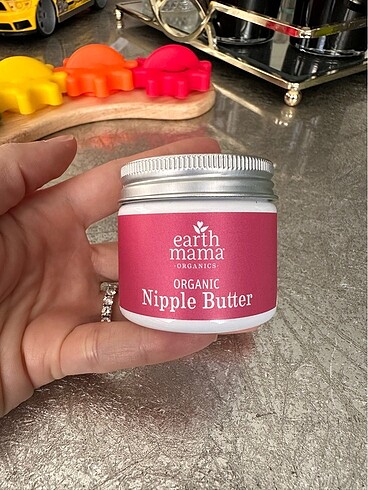 earth
mama
·ORGANICS·
ORGANIC
Nipple Butter